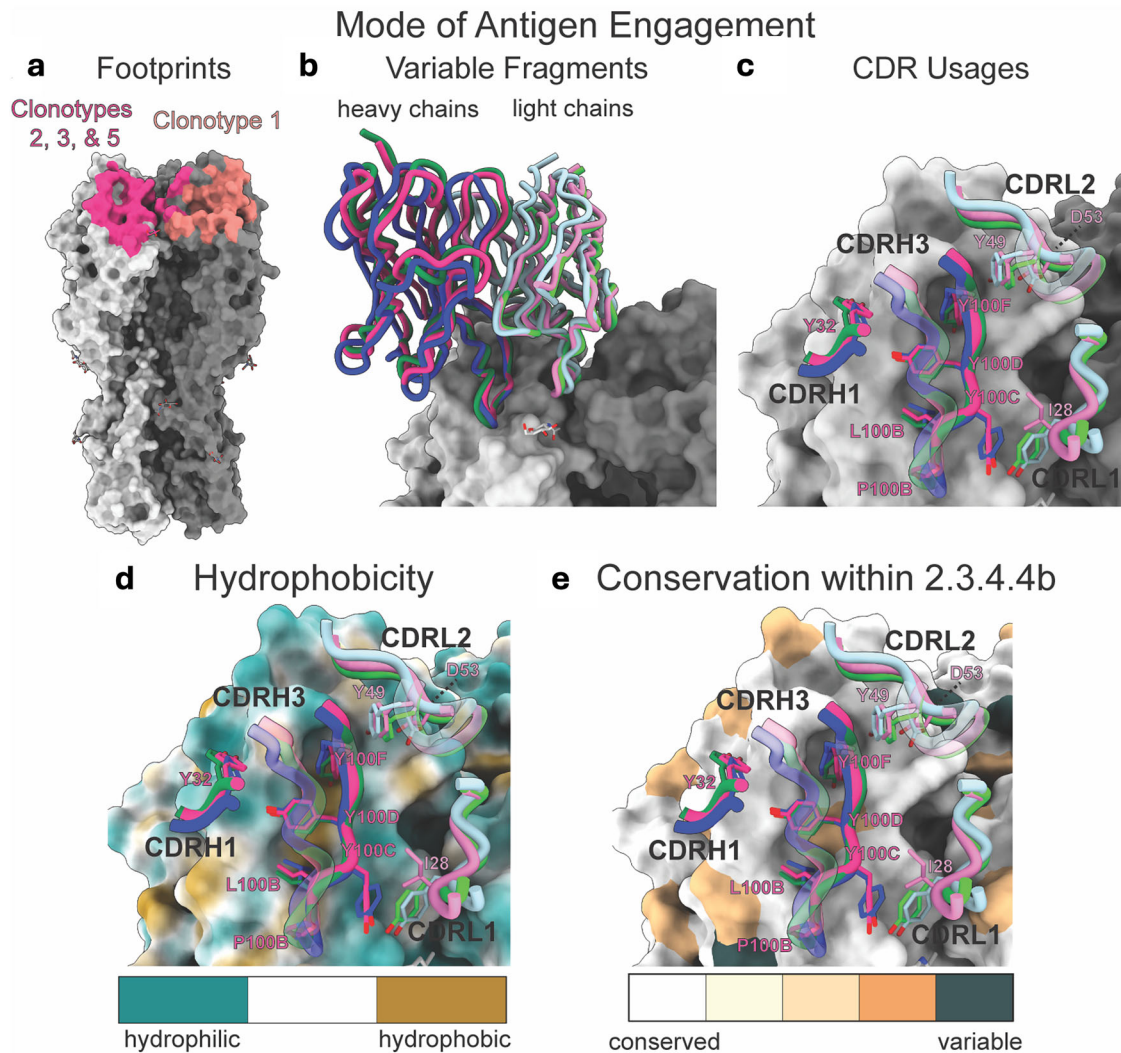 Mode of Antigen Engagement
a Footprints
Clonotypes
2, 3, & 5
Clonotype 1
b Variable Fragments
heavy chains
light chains
c CDR Usages
CDRL2
D53
Y49
CDRH3
Y100F
Y32
Y100D
CDRH1
Y100C
I28
L100B
CDRL1
P100B
d Hydrophobicity
CDRL2
D53
Y49
CDRH3
Y100F
Y32
Y100D
CDRH1
Y100C
I28
L100B
CDRL1
P100B
hydrophilic
hydrophobic
e Conservation within 2.3.4.4b
CDRL2
D53
Y49
CDRH3
Y100F
Y32
Y100D
CDRH1
Y100C
I28
L100B
CDRL1
P100B
conserved
variable